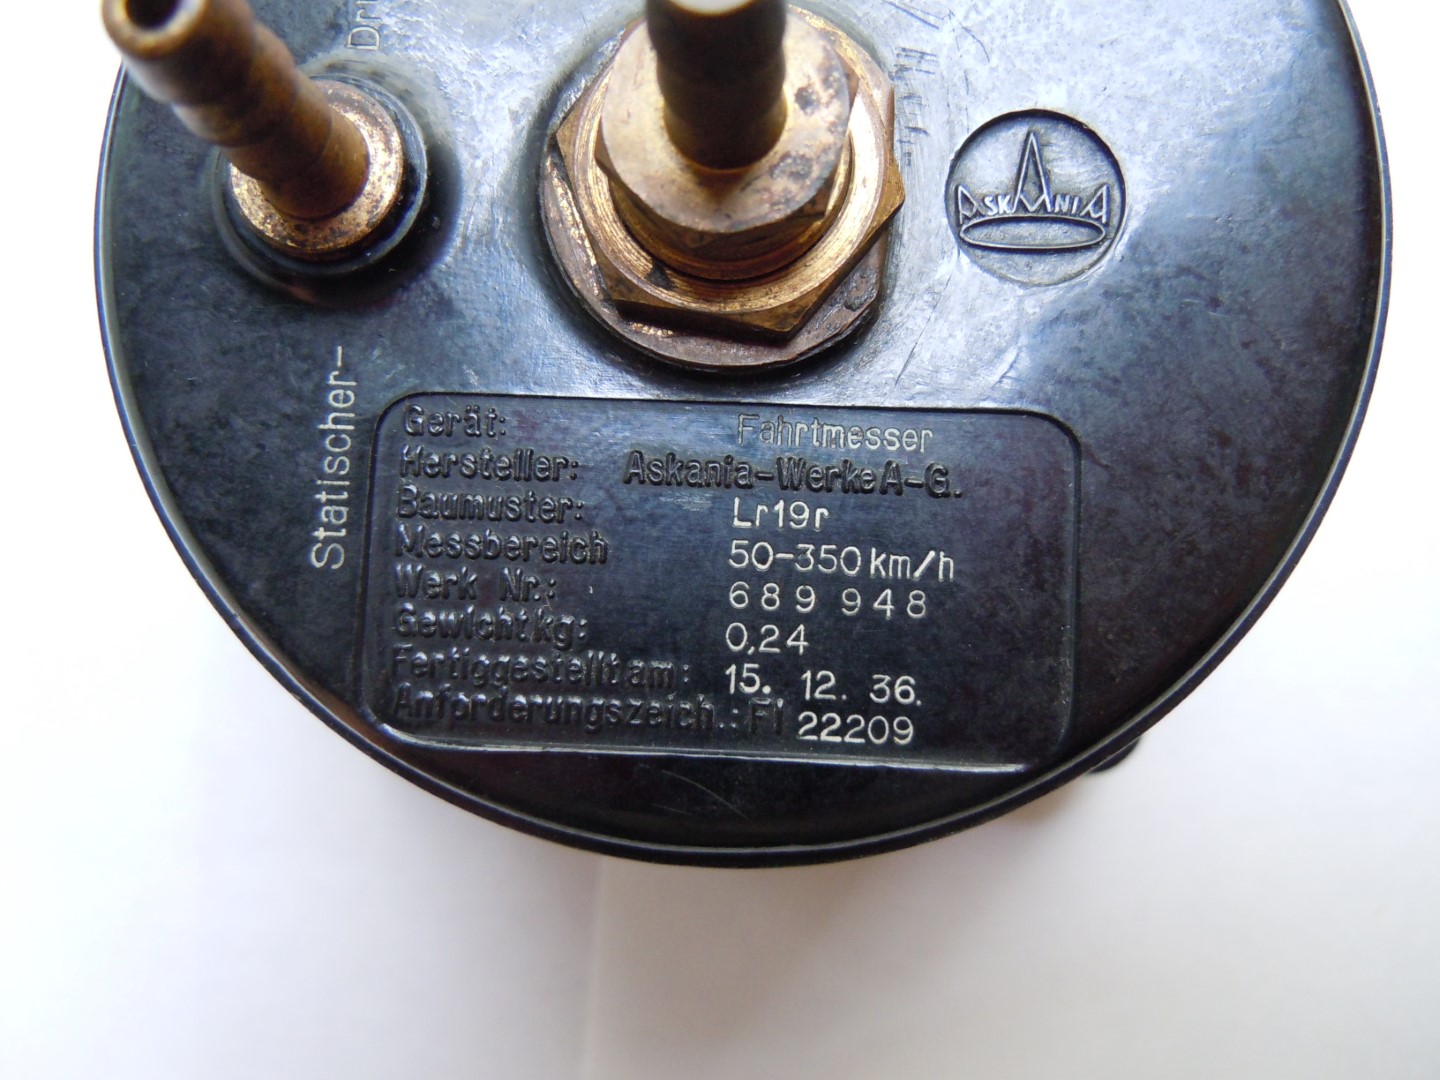 Statischer-
ASKANIA
Gerät: Fahrtmesser
Hersteller: Askania-Werke A-G.
Baumuster: Lr19r
Messbereich 50-350 km/h
Werk Nr.: 689 948
Gewicht kg: 0,24
Fertiggestellt am: 15. 12. 36.
Anforderungszeich.: Fl 22209